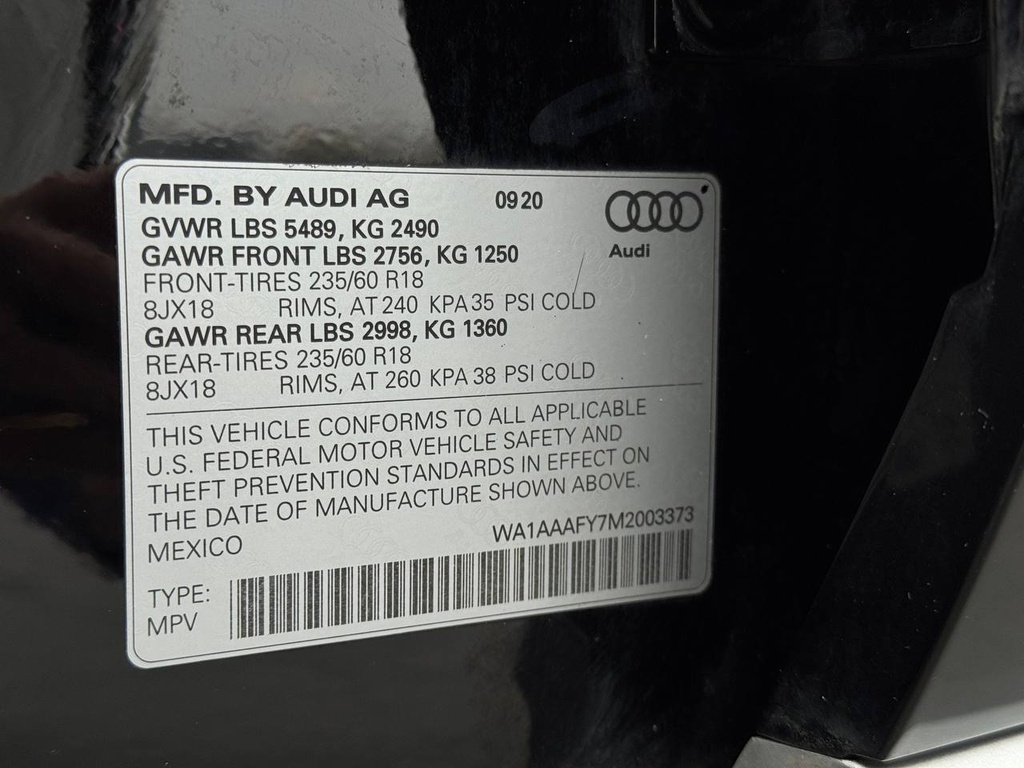 MFD. BY AUDI AG 09 20
GVWR LBS 5489, KG 2490
GAWR FRONT LBS 2756, KG 1250
Audi
FRONT-TIRES 235/60 R18
8JX18 RIMS, AT 240 KPA 35 PSI COLD
GAWR REAR LBS 2998, KG 1360
REAR-TIRES 235/60 R18
8JX18 RIMS, AT 260 KPA 38 PSI COLD
THIS VEHICLE CONFORMS TO ALL APPLICABLE
U.S. FEDERAL MOTOR VEHICLE SAFETY AND
THEFT PREVENTION STANDARDS IN EFFECT ON
THE DATE OF MANUFACTURE SHOWN ABOVE.
MEXICO WA1AAAFY7M2003373
TYPE:
MPV